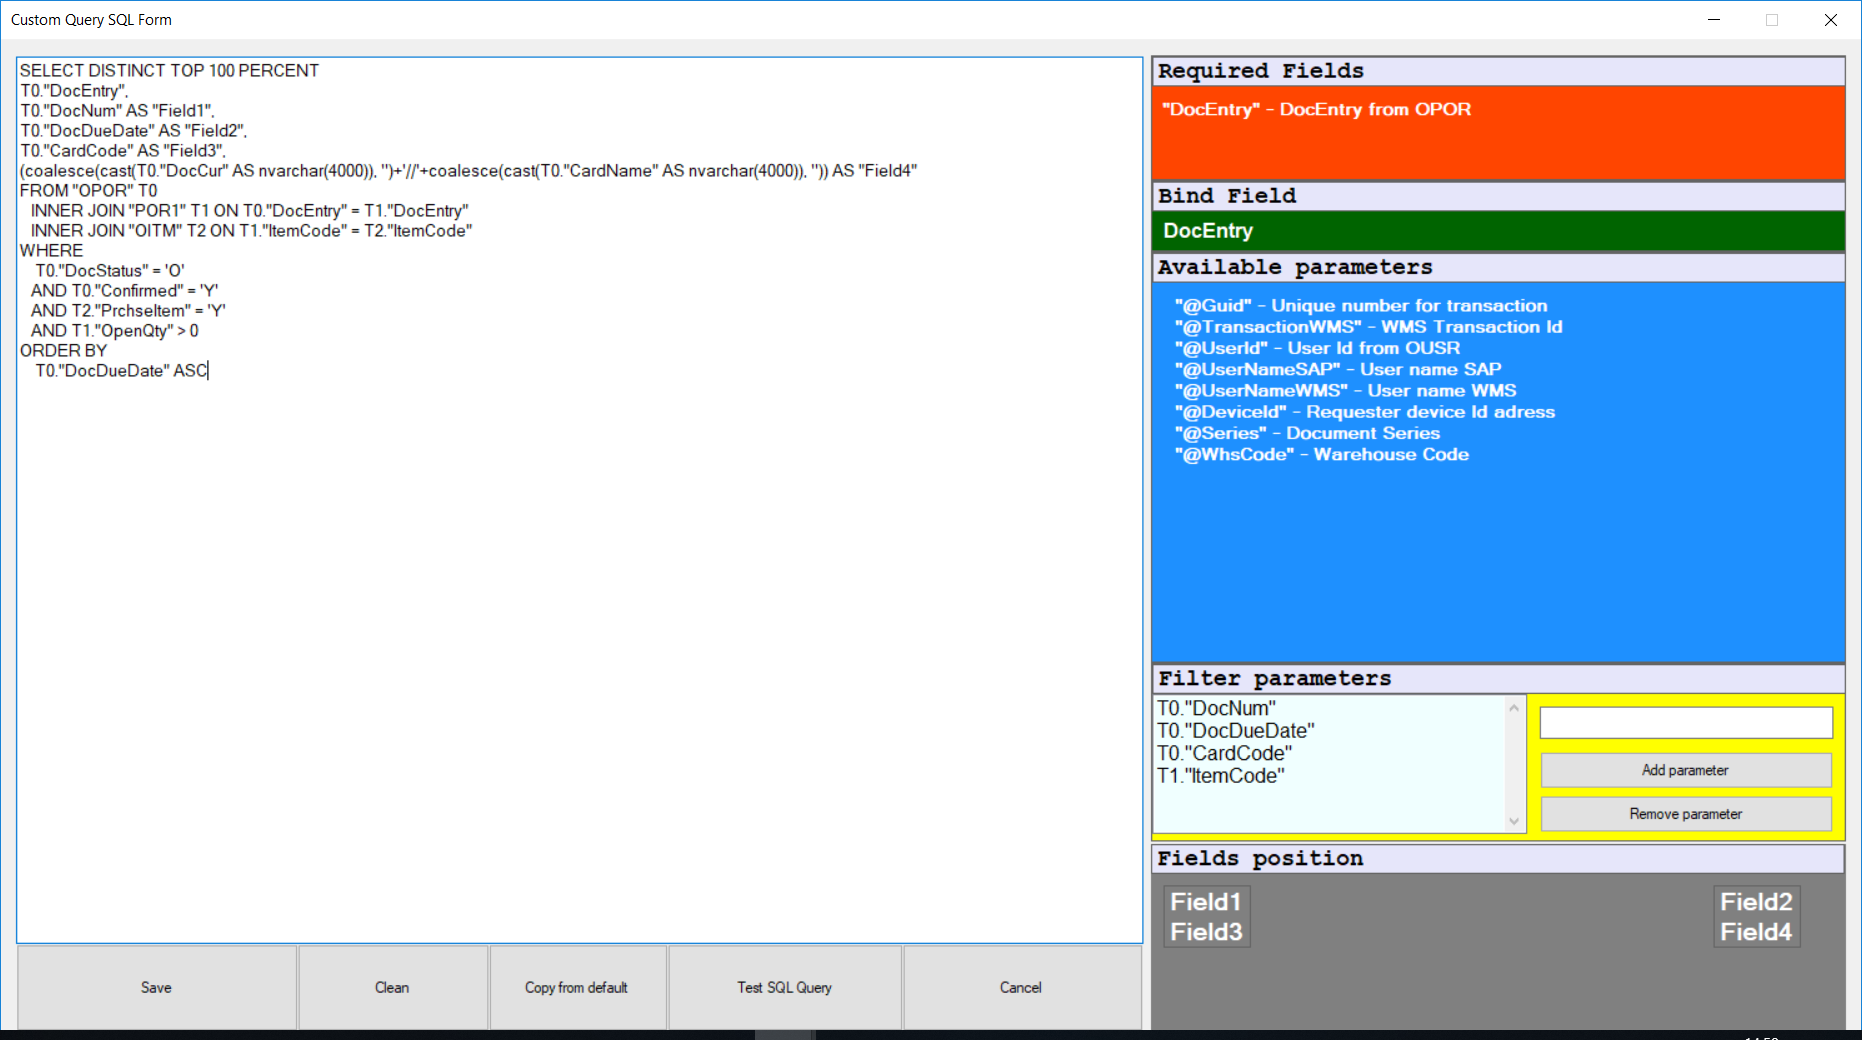 Custom Query SQL Form
SELECT DISTINCT TOP 100 PERCENT
T0."DocEntry",
T0."DocNum" AS "Field1",
T0."DocDueDate" AS "Field2",
T0."CardCode" AS "Field3",
(coalesce(cast(T0."DocCur" AS nvarchar(4000)), '')+'//'+coalesce(cast(T0."CardName" AS nvarchar(4000)), '')) AS "Field4"
FROM "OPOR" T0
INNER JOIN "POR1" T1 ON T0."DocEntry" = T1."DocEntry"
INNER JOIN "OITM" T2 ON T1."ItemCode" = T2."ItemCode"
WHERE
T0."DocStatus" = 'O'
AND T0."Confirmed" = 'Y'
AND T2."PrchseItem" = 'Y'
AND T1."OpenQty" > 0
ORDER BY
T0."DocDueDate" ASC
Save
Clean
Copy from default
Test SQL Query
Cancel
Required Fields
"DocEntry" - DocEntry from OPOR
Bind Field
DocEntry
Available parameters
"@Guid" - Unique number for transaction
"@TransactionWMS" - WMS Transaction Id
"@UserId" - User Id from OUSR
"@UserNameSAP" - User name SAP
"@UserNameWMS" - User name WMS
"@DeviceId" - Requester device Id adress
"@Series" - Document Series
"@WhsCode" - Warehouse Code
Filter parameters
T0."DocNum"
T0."DocDueDate"
T0."CardCode"
T1."ItemCode"
Add parameter
Remove parameter
Fields position
Field1
Field2
Field3
Field4